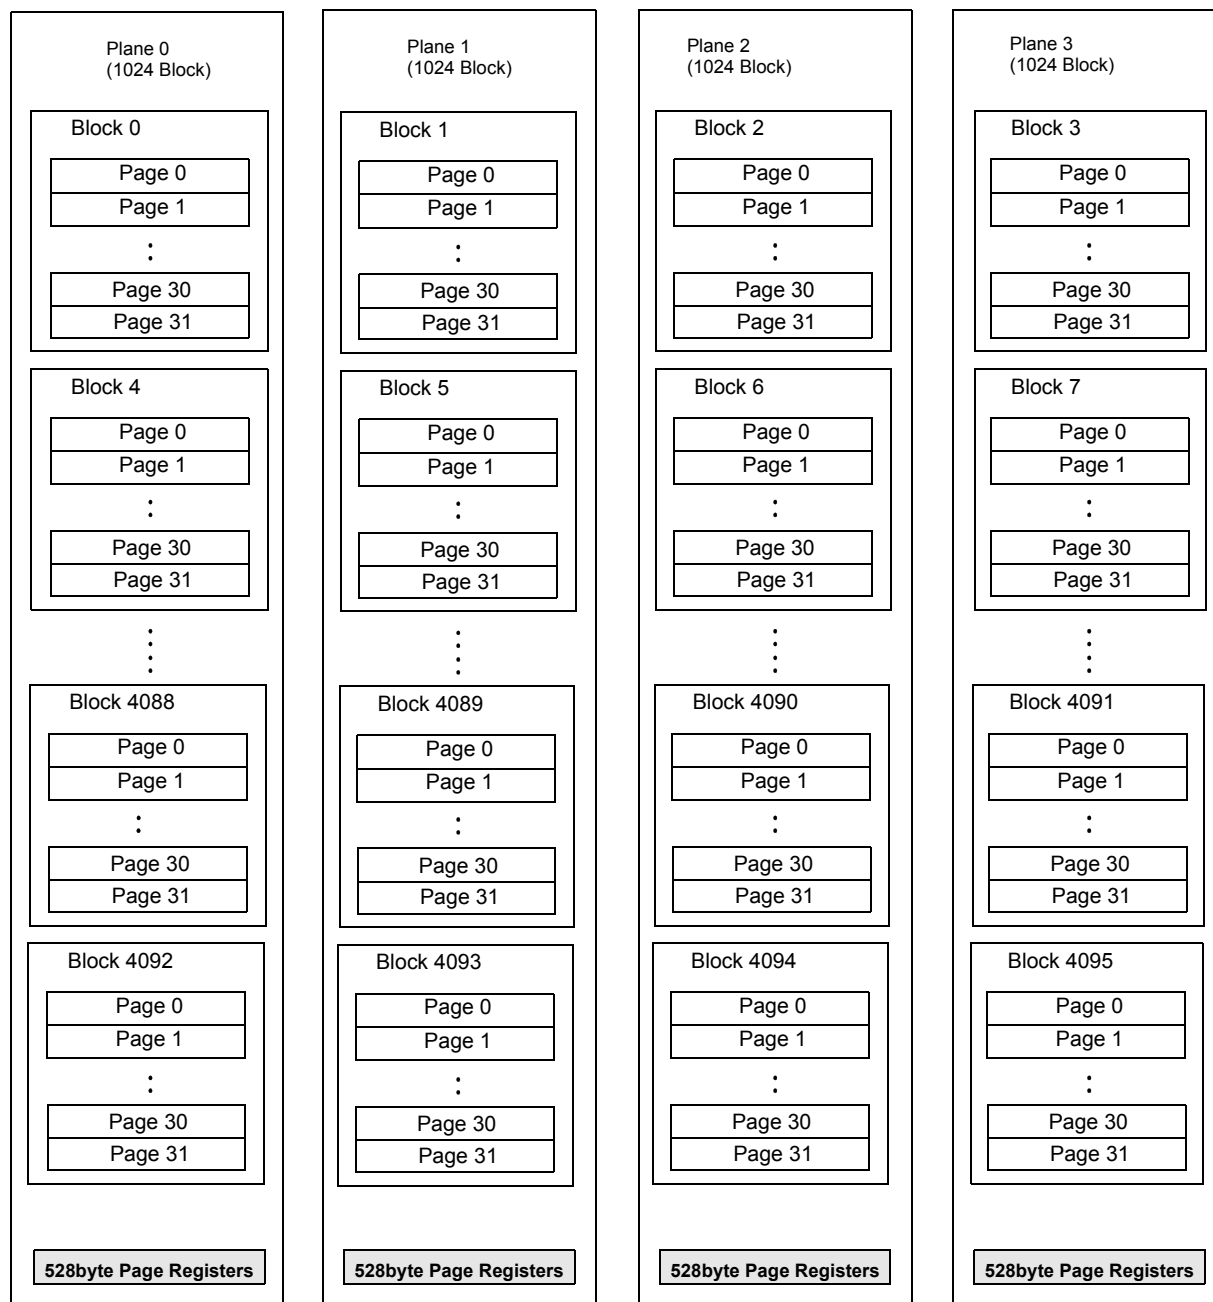 Plane 0
(1024 Block)
Block 0
Page 0
Page 1
Page 30
Page 31
Block 4
Page 0
Page 1
Page 30
Page 31
Block 4088
Page 0
Page 1
Page 30
Page 31
Block 4092
Page 0
Page 1
Page 30
Page 31
528byte Page Registers
Plane 1
(1024 Block)
Block 1
Page 0
Page 1
Page 30
Page 31
Block 5
Page 0
Page 1
Page 30
Page 31
Block 4089
Page 0
Page 1
Page 30
Page 31
Block 4093
Page 0
Page 1
Page 30
Page 31
528byte Page Registers
Plane 2
(1024 Block)
Block 2
Page 0
Page 1
Page 30
Page 31
Block 6
Page 0
Page 1
Page 30
Page 31
Block 4090
Page 0
Page 1
Page 30
Page 31
Block 4094
Page 0
Page 1
Page 30
Page 31
528byte Page Registers
Plane 3
(1024 Block)
Block 3
Page 0
Page 1
Page 30
Page 31
Block 7
Page 0
Page 1
Page 30
Page 31
Block 4091
Page 0
Page 1
Page 30
Page 31
Block 4095
Page 0
Page 1
Page 30
Page 31
528byte Page Registers